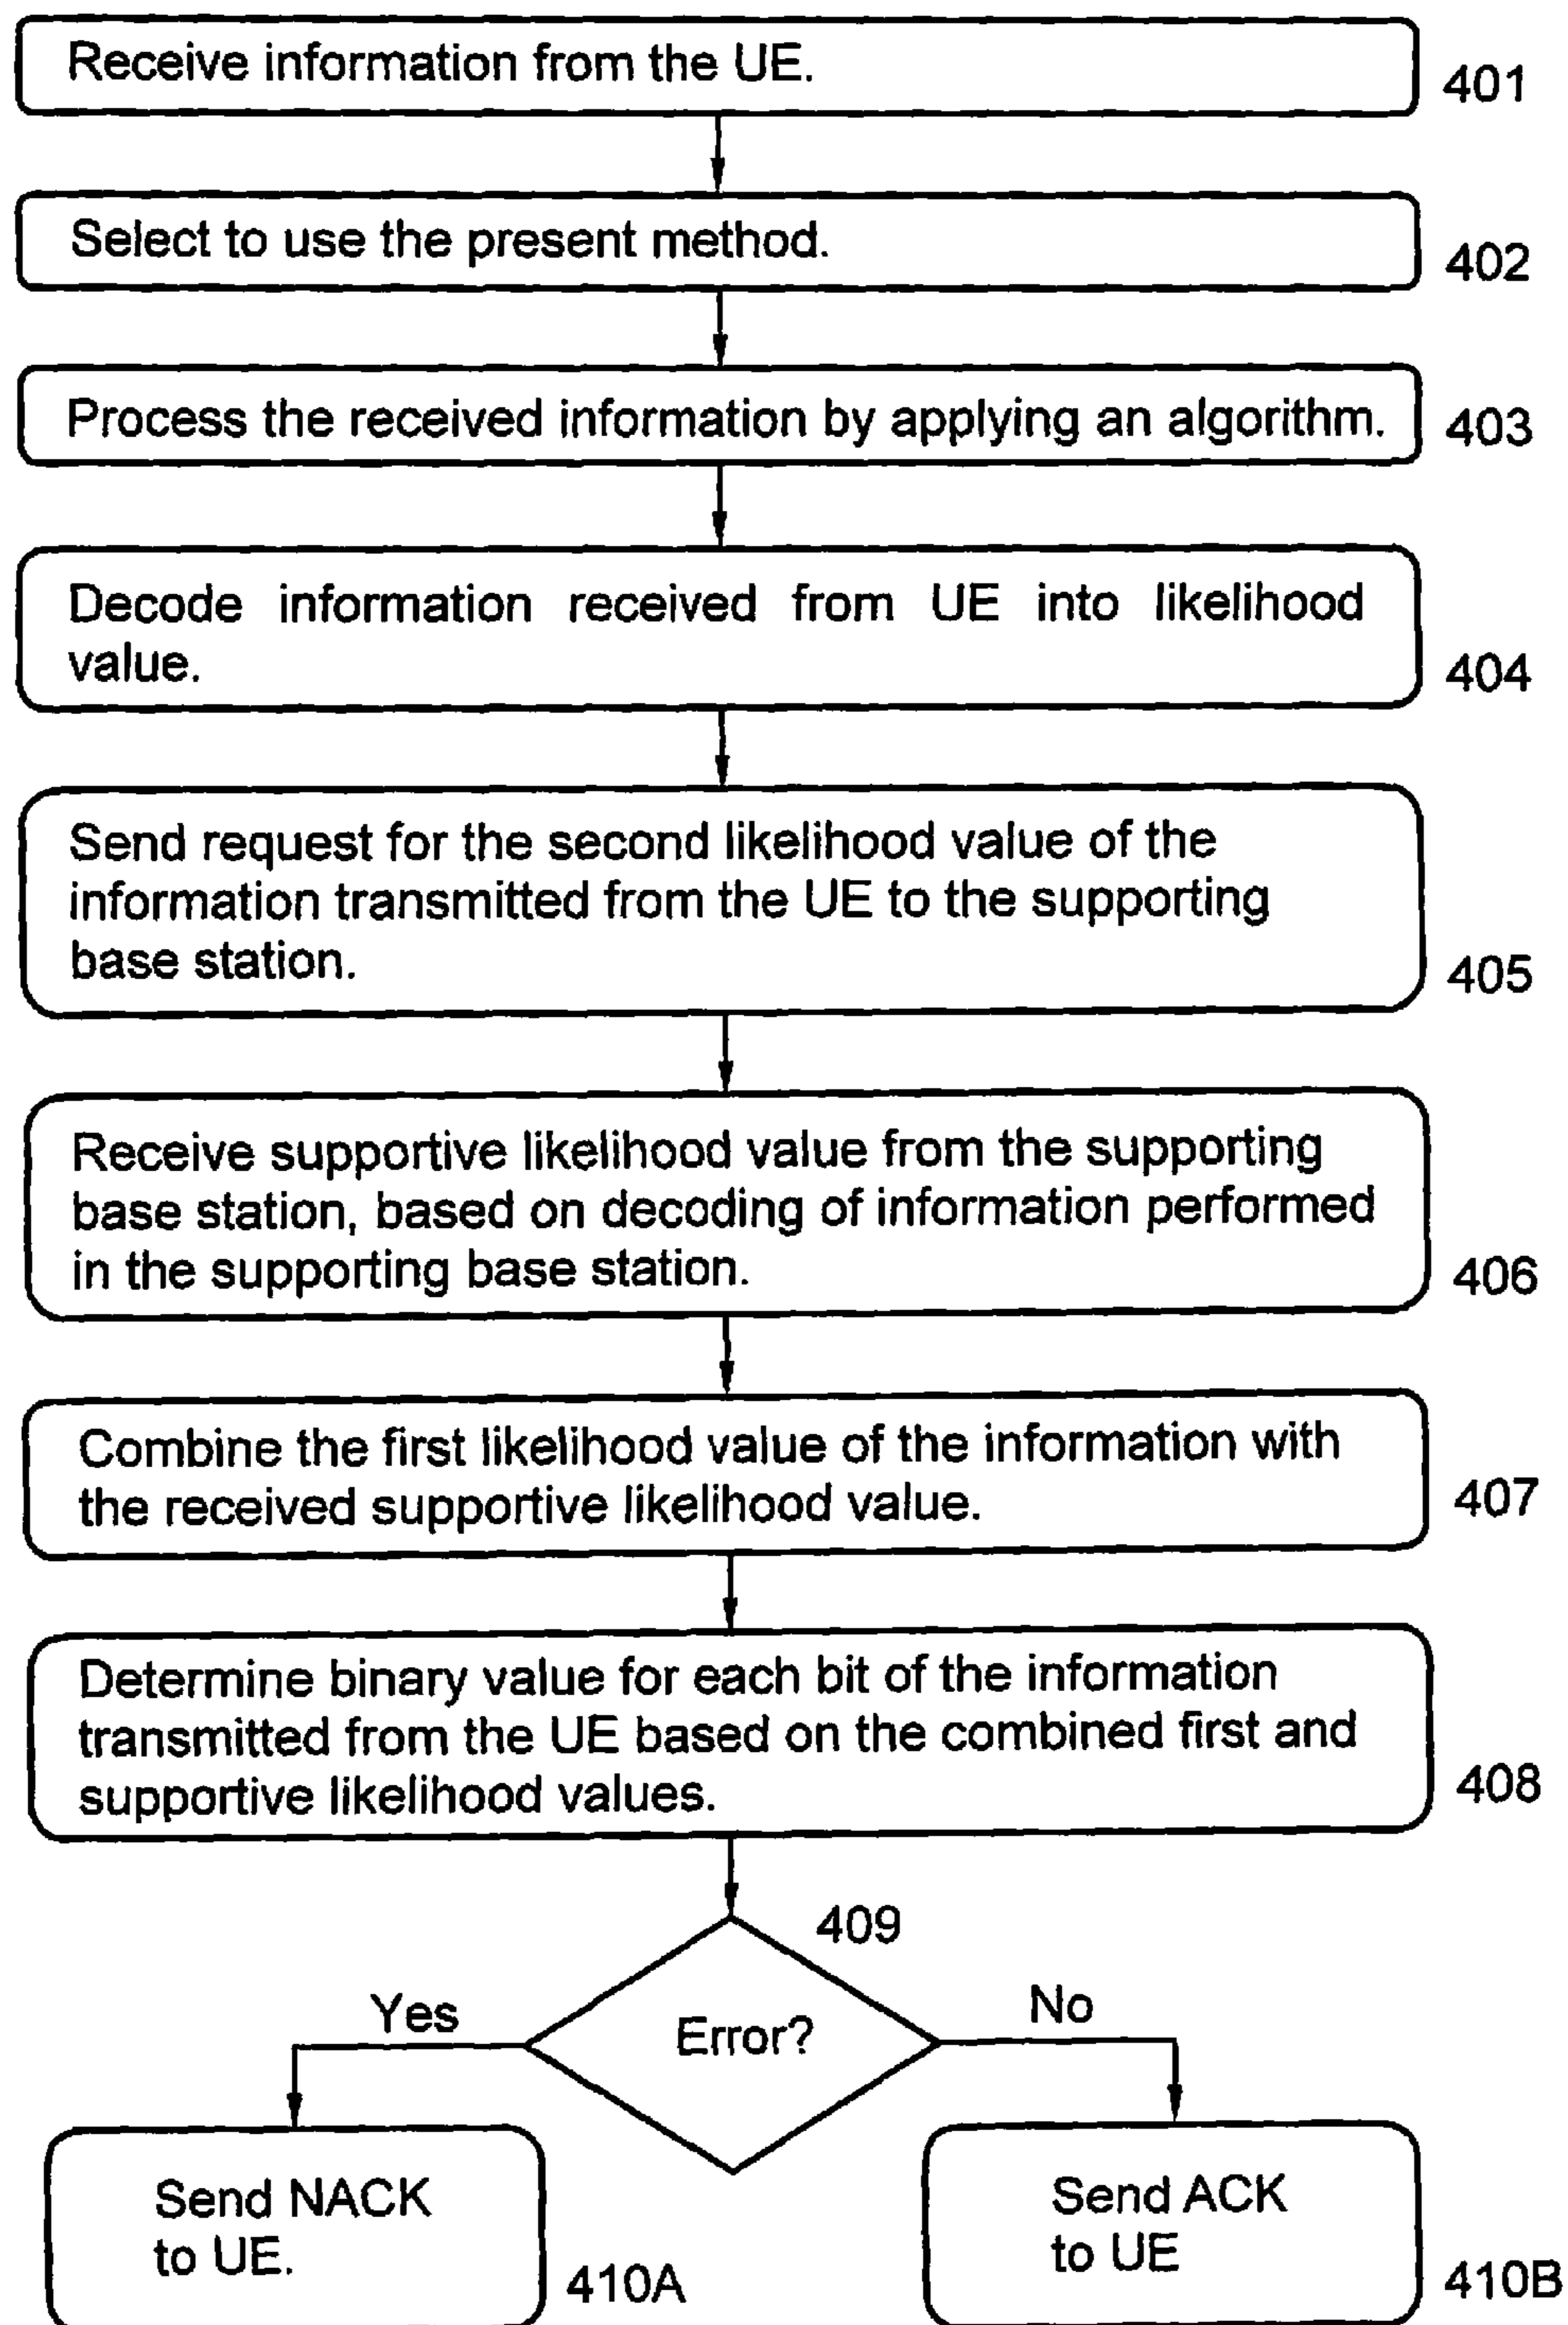 Receive information from the UE.
401
Select to use the present method.
402
Process the received information by applying an algorithm.
403
Decode information received from UE into likelihood
value.
404
Send request for the second likelihood value of the
information transmitted from the UE to the supporting
base station.
405
Receive supportive likelihood value from the supporting
base station, based on decoding of information performed
in the supporting base station.
406
Combine the first likelihood value of the information with
the received supportive likelihood value.
407
Determine binary value for each bit of the information
transmitted from the UE based on the combined first and
supportive likelihood values.
408
409
Yes
Error?
No
Send NACK
to UE.
410A
Send ACK
to UE
410B